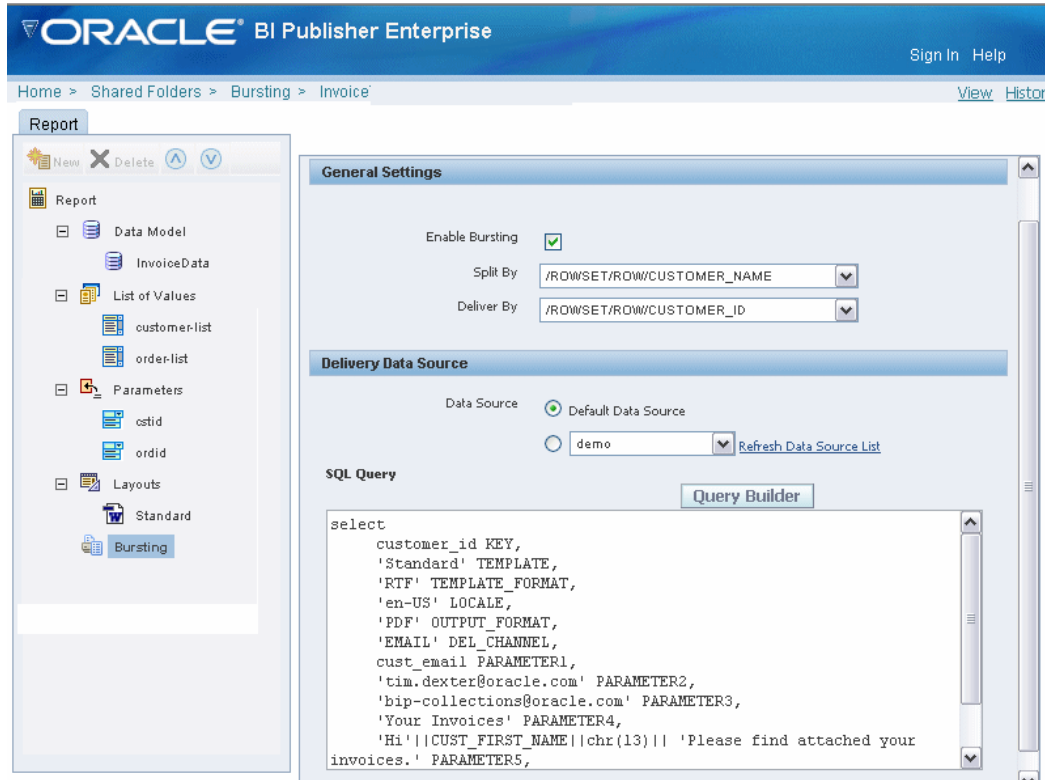 ORACLE® BI Publisher Enterprise
Sign In Help
Home > Shared Folders > Bursting > Invoice
View Histor
Report
New Delete
Report
Data Model
InvoiceData
List of Values
customer-list
order-list
Parameters
cstid
ordid
Layouts
Standard
Bursting
General Settings
Enable Bursting
Split By /ROWSET/ROW/CUSTOMER_NAME
Deliver By /ROWSET/ROW/CUSTOMER_ID
Delivery Data Source
Data Source Default Data Source
demo Refresh Data Source List
SQL Query
Query Builder
select
customer_id KEY,
'Standard' TEMPLATE,
'RTF' TEMPLATE_FORMAT,
'en-US' LOCALE,
'PDF' OUTPUT_FORMAT,
'EMAIL' DEL_CHANNEL,
cust_email PARAMETER1,
'tim.dexter@oracle.com' PARAMETER2,
'bip-collections@oracle.com' PARAMETER3,
'Your Invoices' PARAMETER4,
'Hi'||CUST_FIRST_NAME||chr(13)|| 'Please find attached your
invoices.' PARAMETER5,